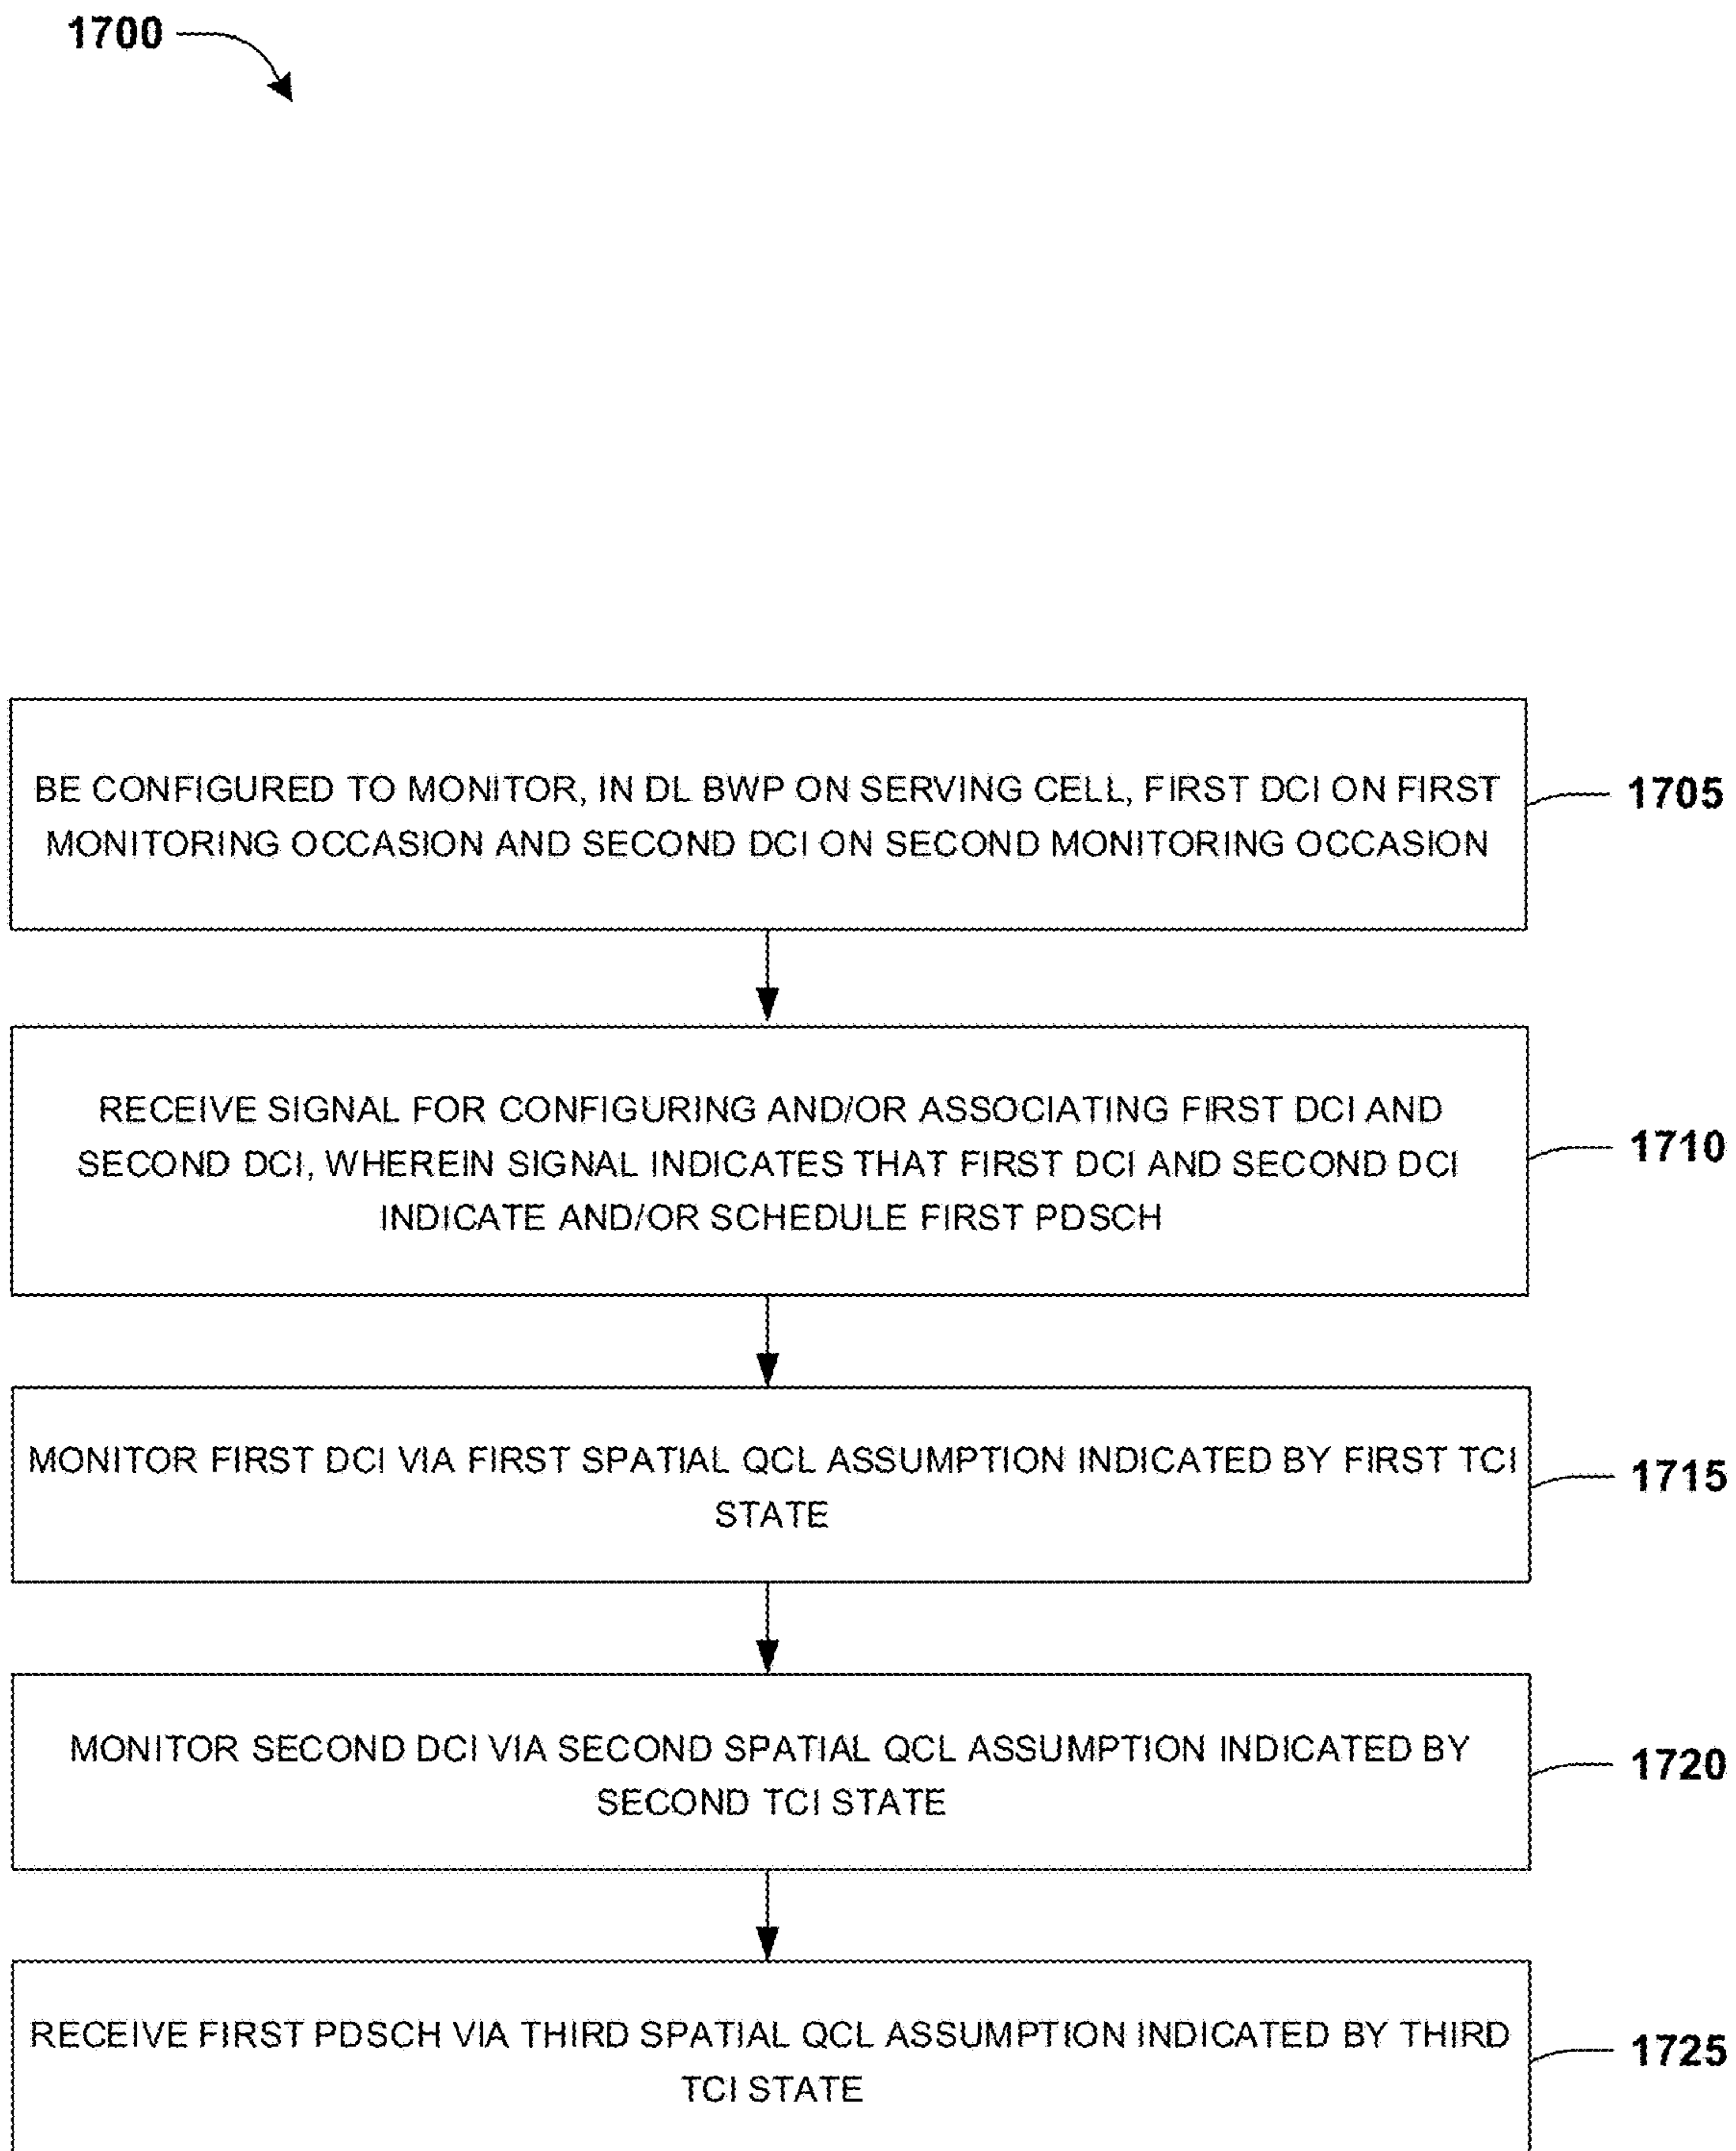 1700
BE CONFIGURED TO MONITOR, IN DL BWP ON SERVING CELL, FIRST DCI ON FIRST
MONITORING OCCASION AND SECOND DCI ON SECOND MONITORING OCCASION
1705
RECEIVE SIGNAL FOR CONFIGURING AND/OR ASSOCIATING FIRST DCI AND
SECOND DCI, WHEREIN SIGNAL INDICATES THAT FIRST DCI AND SECOND DCI
INDICATE AND/OR SCHEDULE FIRST PDSCH
1710
MONITOR FIRST DCI VIA FIRST SPATIAL QCL ASSUMPTION INDICATED BY FIRST TCI
STATE
1715
MONITOR SECOND DCI VIA SECOND SPATIAL QCL ASSUMPTION INDICATED BY
SECOND TCI STATE
1720
RECEIVE FIRST PDSCH VIA THIRD SPATIAL QCL ASSUMPTION INDICATED BY THIRD
TCI STATE
1725